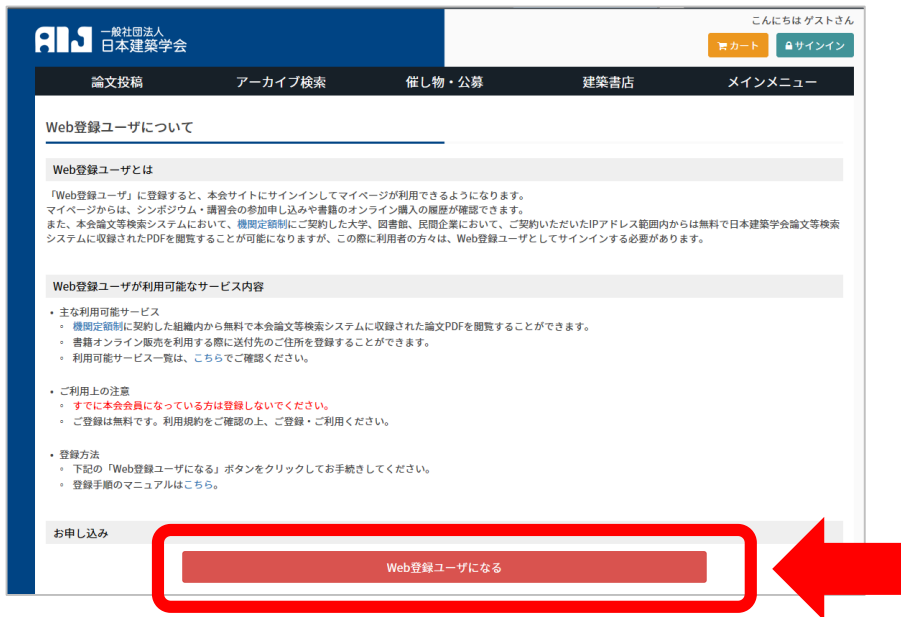 こんにちは ゲストさん
AIJ 一般社団法人
日本建築学会
カート サインイン
論文投稿 アーカイブ検索 催し物・公募 建築書店 メインメニュー
Web登録ユーザについて
Web登録ユーザとは
「Web登録ユーザ」に登録すると、本会サイトにサインインしてマイページが利用できるようになります。
マイページからは、シンポジウム・講習会の参加申し込みや書籍のオンライン購入の履歴が確認できます。
また、本会論文等検索システムにおいて、機関定額制にご契約した大学、図書館、民間企業において、ご契約いただいたIPアドレス範囲内からは無料で日本建築学会論文等検索
システムに収録されたPDFを閲覧することが可能になりますが、この際に利用者の方々は、Web登録ユーザとしてサインインする必要があります。
Web登録ユーザが利用可能なサービス内容
• 主な利用可能サービス
◦ 機関定額制に契約した組織内から無料で本会論文等検索システムに収録された論文PDFを閲覧することができます。
◦ 書籍オンライン販売を利用する際に送付先のご住所を登録することができます。
◦ 利用可能サービス一覧は、こちらでご確認ください。
• ご利用上の注意
◦ すでに本会会員になっている方は登録しないでください。
◦ ご登録は無料です。利用規約をご確認の上、ご登録・ご利用ください。
• 登録方法
◦ 下記の「Web登録ユーザになる」ボタンをクリックしてお手続きしてください。
◦ 登録手順のマニュアルはこちら。
お申し込み
Web登録ユーザになる